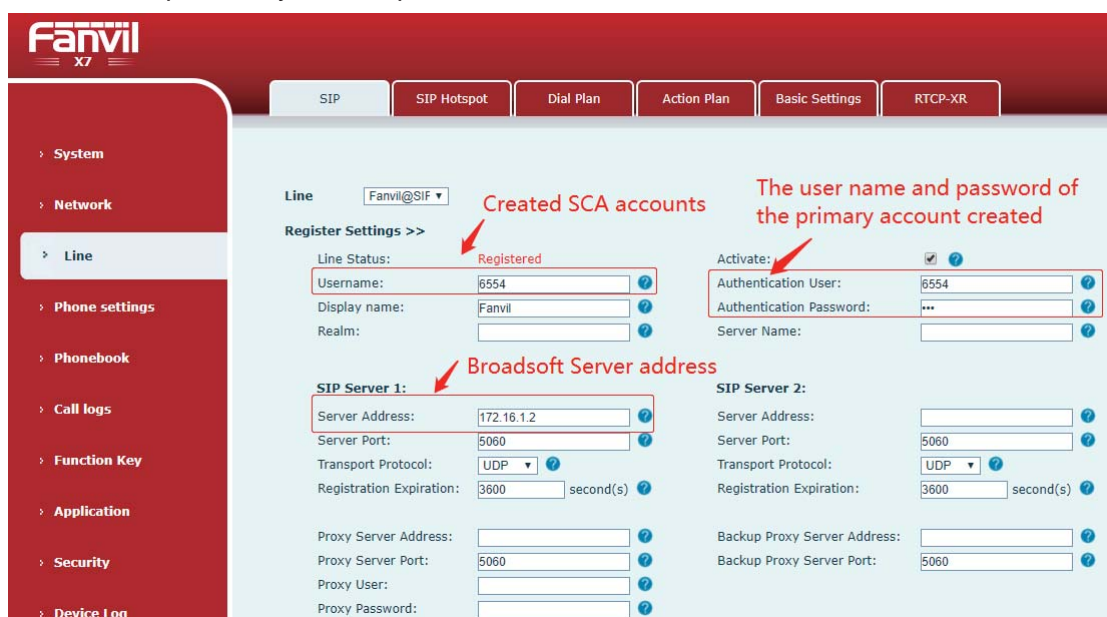 Fanvil
X7
SIP SIP Hotspot Dial Plan Action Plan Basic Settings RTCP-XR
› System
› Network
› Line
› Phone settings
› Phonebook
› Call logs
› Function Key
› Application
› Security
› Device Log
Line Fanvil@SIF ▼
Created SCA accounts
The user name and password of
the primary account created
Register Settings >>
Line Status: Registered Activate:
Username: 6554 Authentication User: 6554
Display name: Fanvil Authentication Password: •••
Realm: Server Name:
Broadsoft Server address
SIP Server 1: SIP Server 2:
Server Address: 172.16.1.2 Server Address:
Server Port: 5060 Server Port: 5060
Transport Protocol: UDP ▼ Transport Protocol: UDP ▼
Registration Expiration: 3600 second(s) Registration Expiration: 3600 second(s)
Proxy Server Address: Backup Proxy Server Address:
Proxy Server Port: 5060 Backup Proxy Server Port: 5060
Proxy User:
Proxy Password: